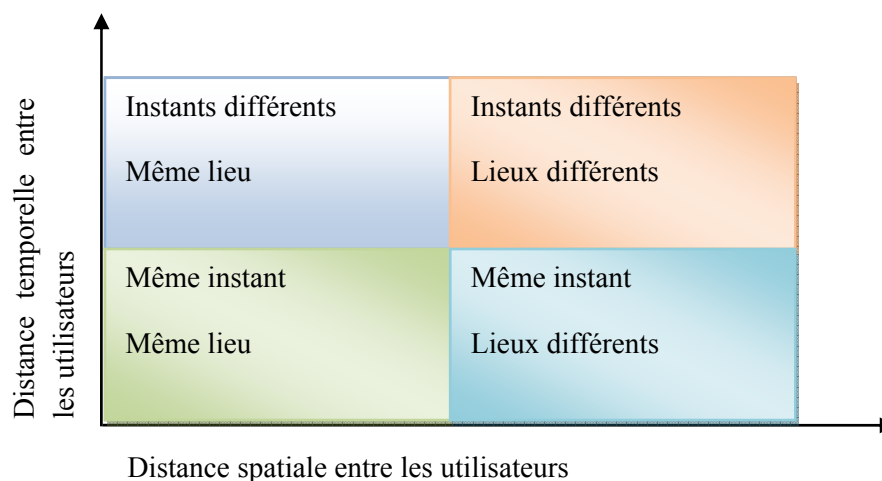 Distance temporelle entre
les utilisateurs
Instants différents
Même lieu
Instants différents
Lieux différents
Même instant
Même lieu
Même instant
Lieux différents
Distance spatiale entre les utilisateurs